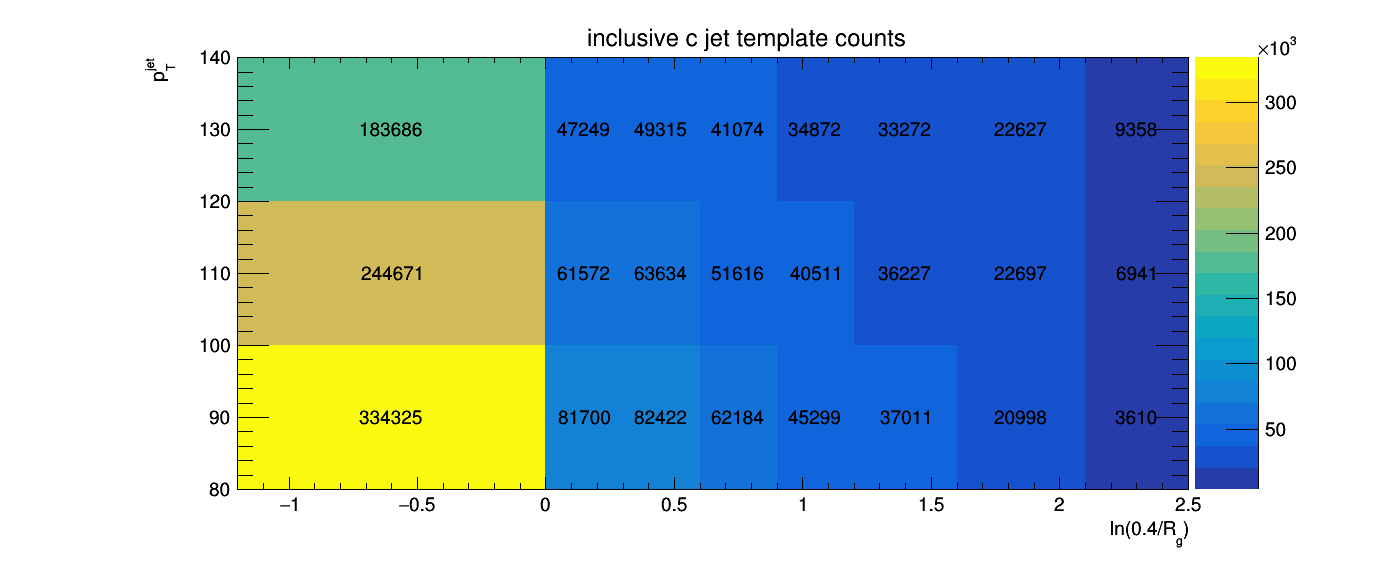 inclusive c jet template counts
×10³
p_T^jet
140
130
120
110
100
90
80
183686 47249 49315 41074 34872 33272 22627 9358
244671 61572 63634 51616 40511 36227 22697 6941
334325 81700 82422 62184 45299 37011 20998 3610
300
250
200
150
100
50
−1 −0.5 0 0.5 1 1.5 2 2.5
ln(0.4/R_g)